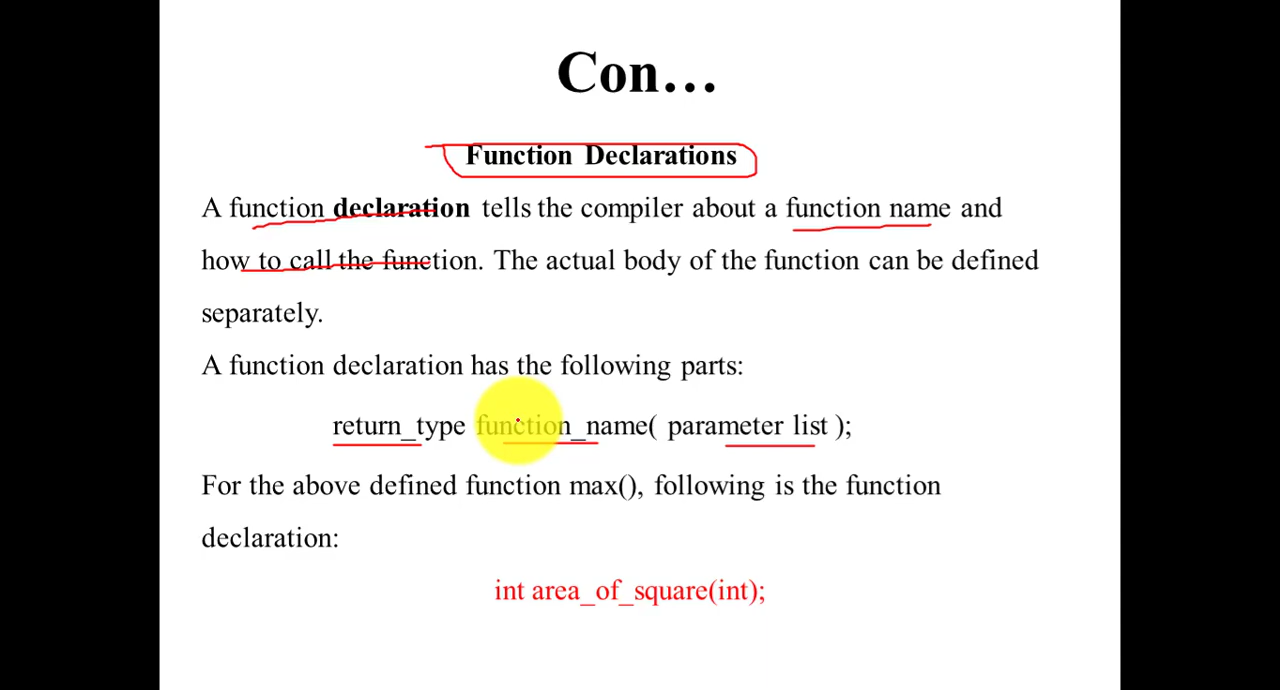 Con…
Function Declarations
A function declaration tells the compiler about a function name and
how to call the function. The actual body of the function can be defined
separately.
A function declaration has the following parts:
return_type function_name( parameter list );
For the above defined function max(), following is the function
declaration:
int area_of_square(int);